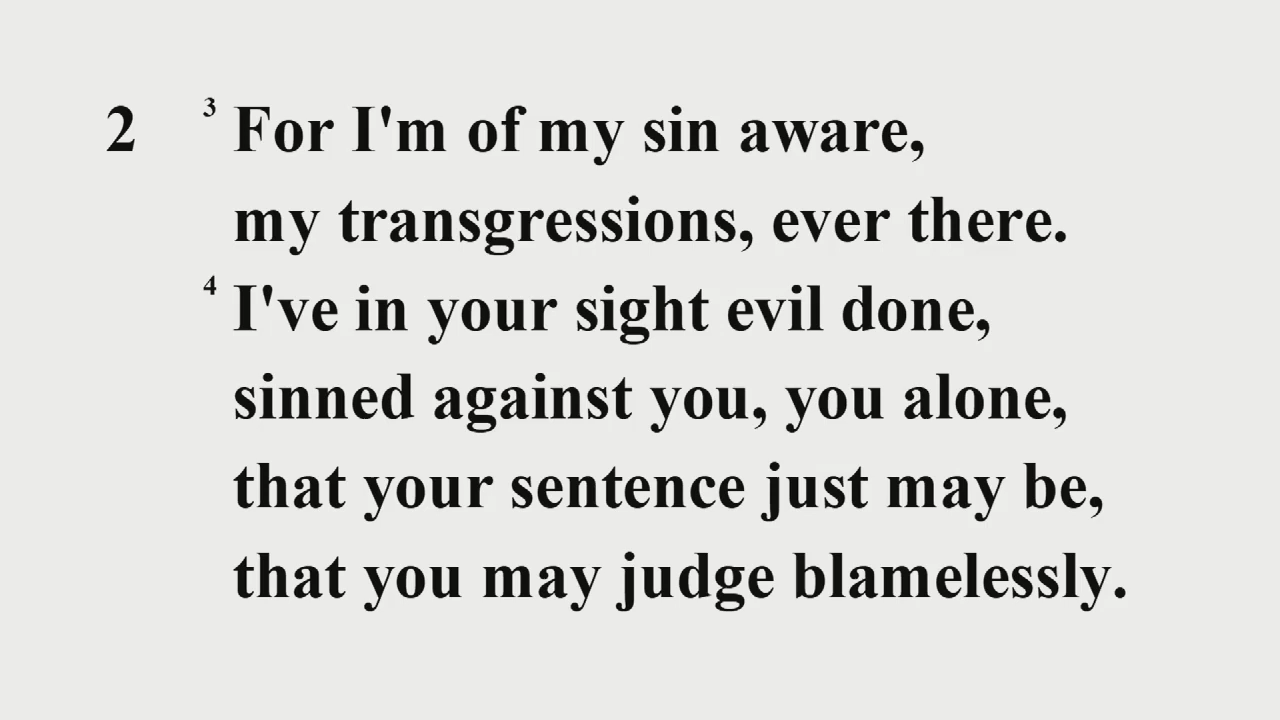 2 3 For I'm of my sin aware,
my transgressions, ever there.
4 I've in your sight evil done,
sinned against you, you alone,
that your sentence just may be,
that you may judge blamelessly.